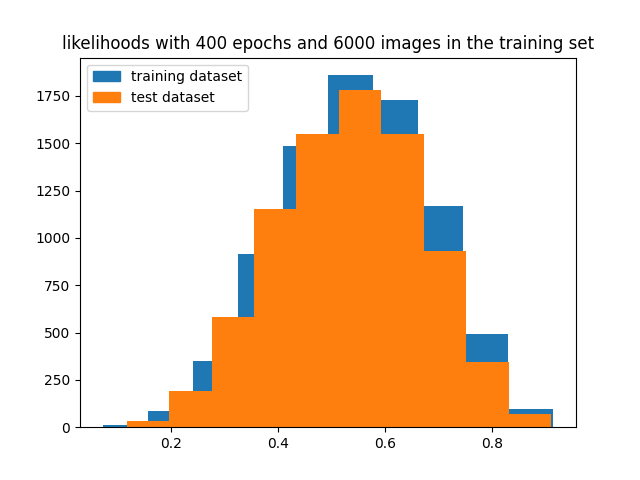 likelihoods with 400 epochs and 6000 images in the training set
training dataset
test dataset
1750
1500
1250
1000
750
500
250
0
0.2 0.4 0.6 0.8